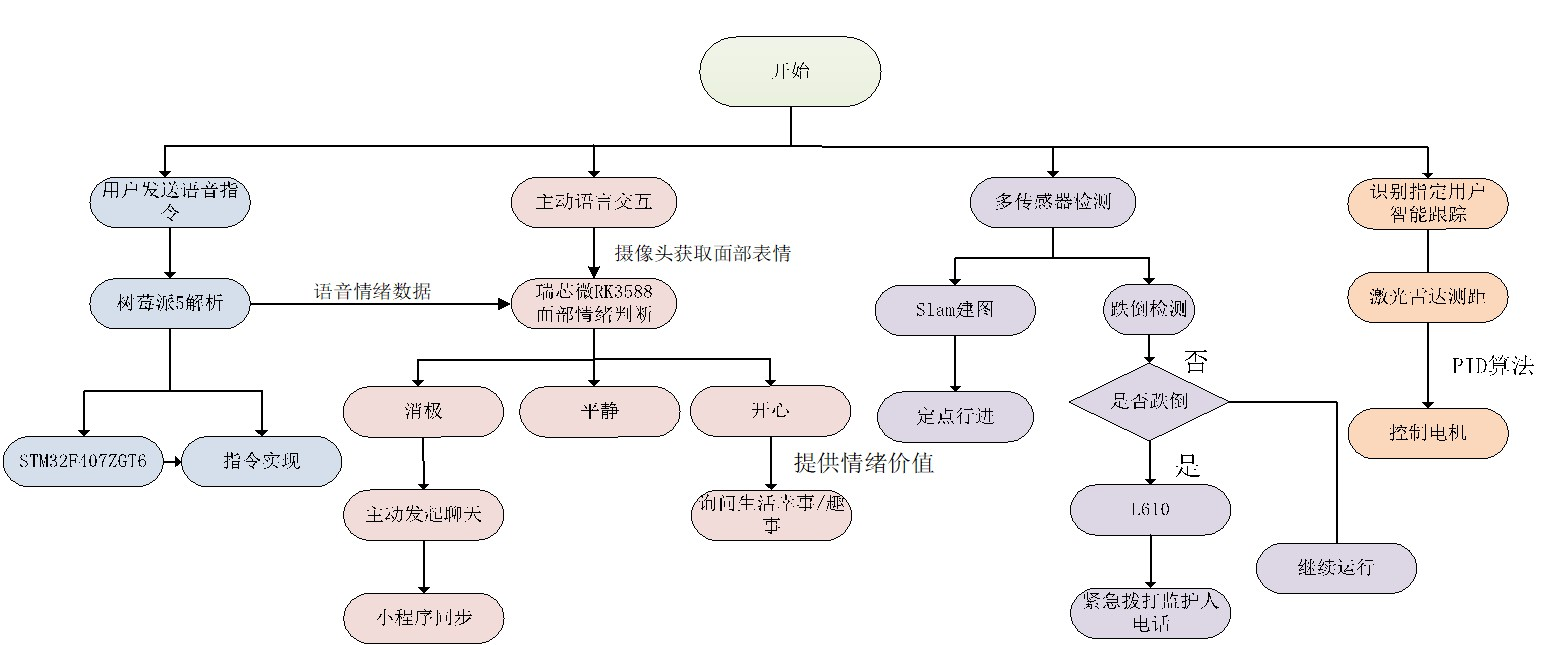 开始
用户发送语音指
令
主动语言交互
多传感器检测
识别指定用户
智能跟踪
摄像头获取面部表情
树莓派5解析
语音情绪数据
瑞芯微RK3588
面部情绪判断
Slam建图
跌倒检测
激光雷达测距
否
PID算法
消极
平静
开心
定点行进
是否跌倒
控制电机
STM32F407ZGT6
指令实现
提供情绪价值
是
主动发起聊天
询问生活幸事/趣
事
L610
继续运行
小程序同步
紧急拨打监护人
电话